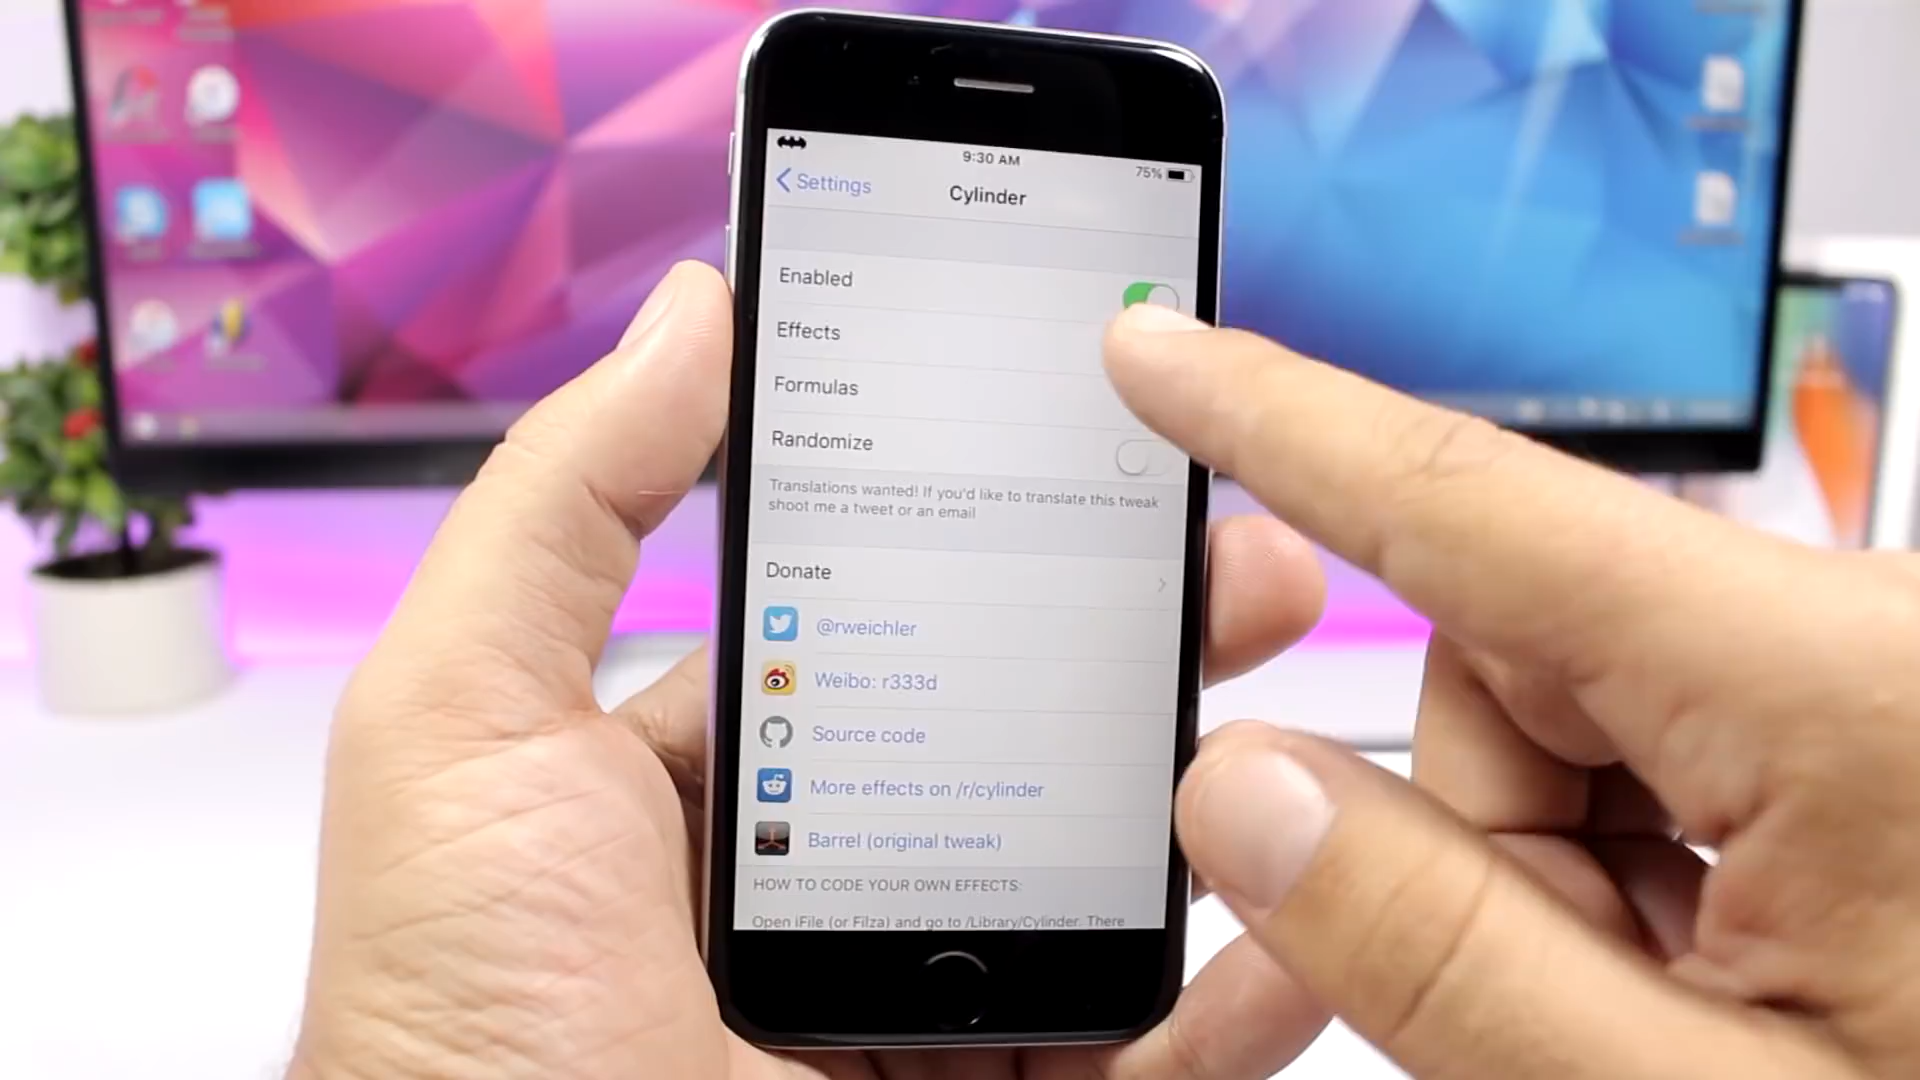 9:30 AM
75%
Settings
Cylinder
Enabled
Effects
Formulas
Randomize
Translations wanted! If you'd like to translate this tweak
shoot me a tweet or an email
Donate
@rweichler
Weibo: r333d
Source code
More effects on /r/cylinder
Barrel (original tweak)
HOW TO CODE YOUR OWN EFFECTS:
Open iFile (or Filza) and go to /Library/Cylinder. There